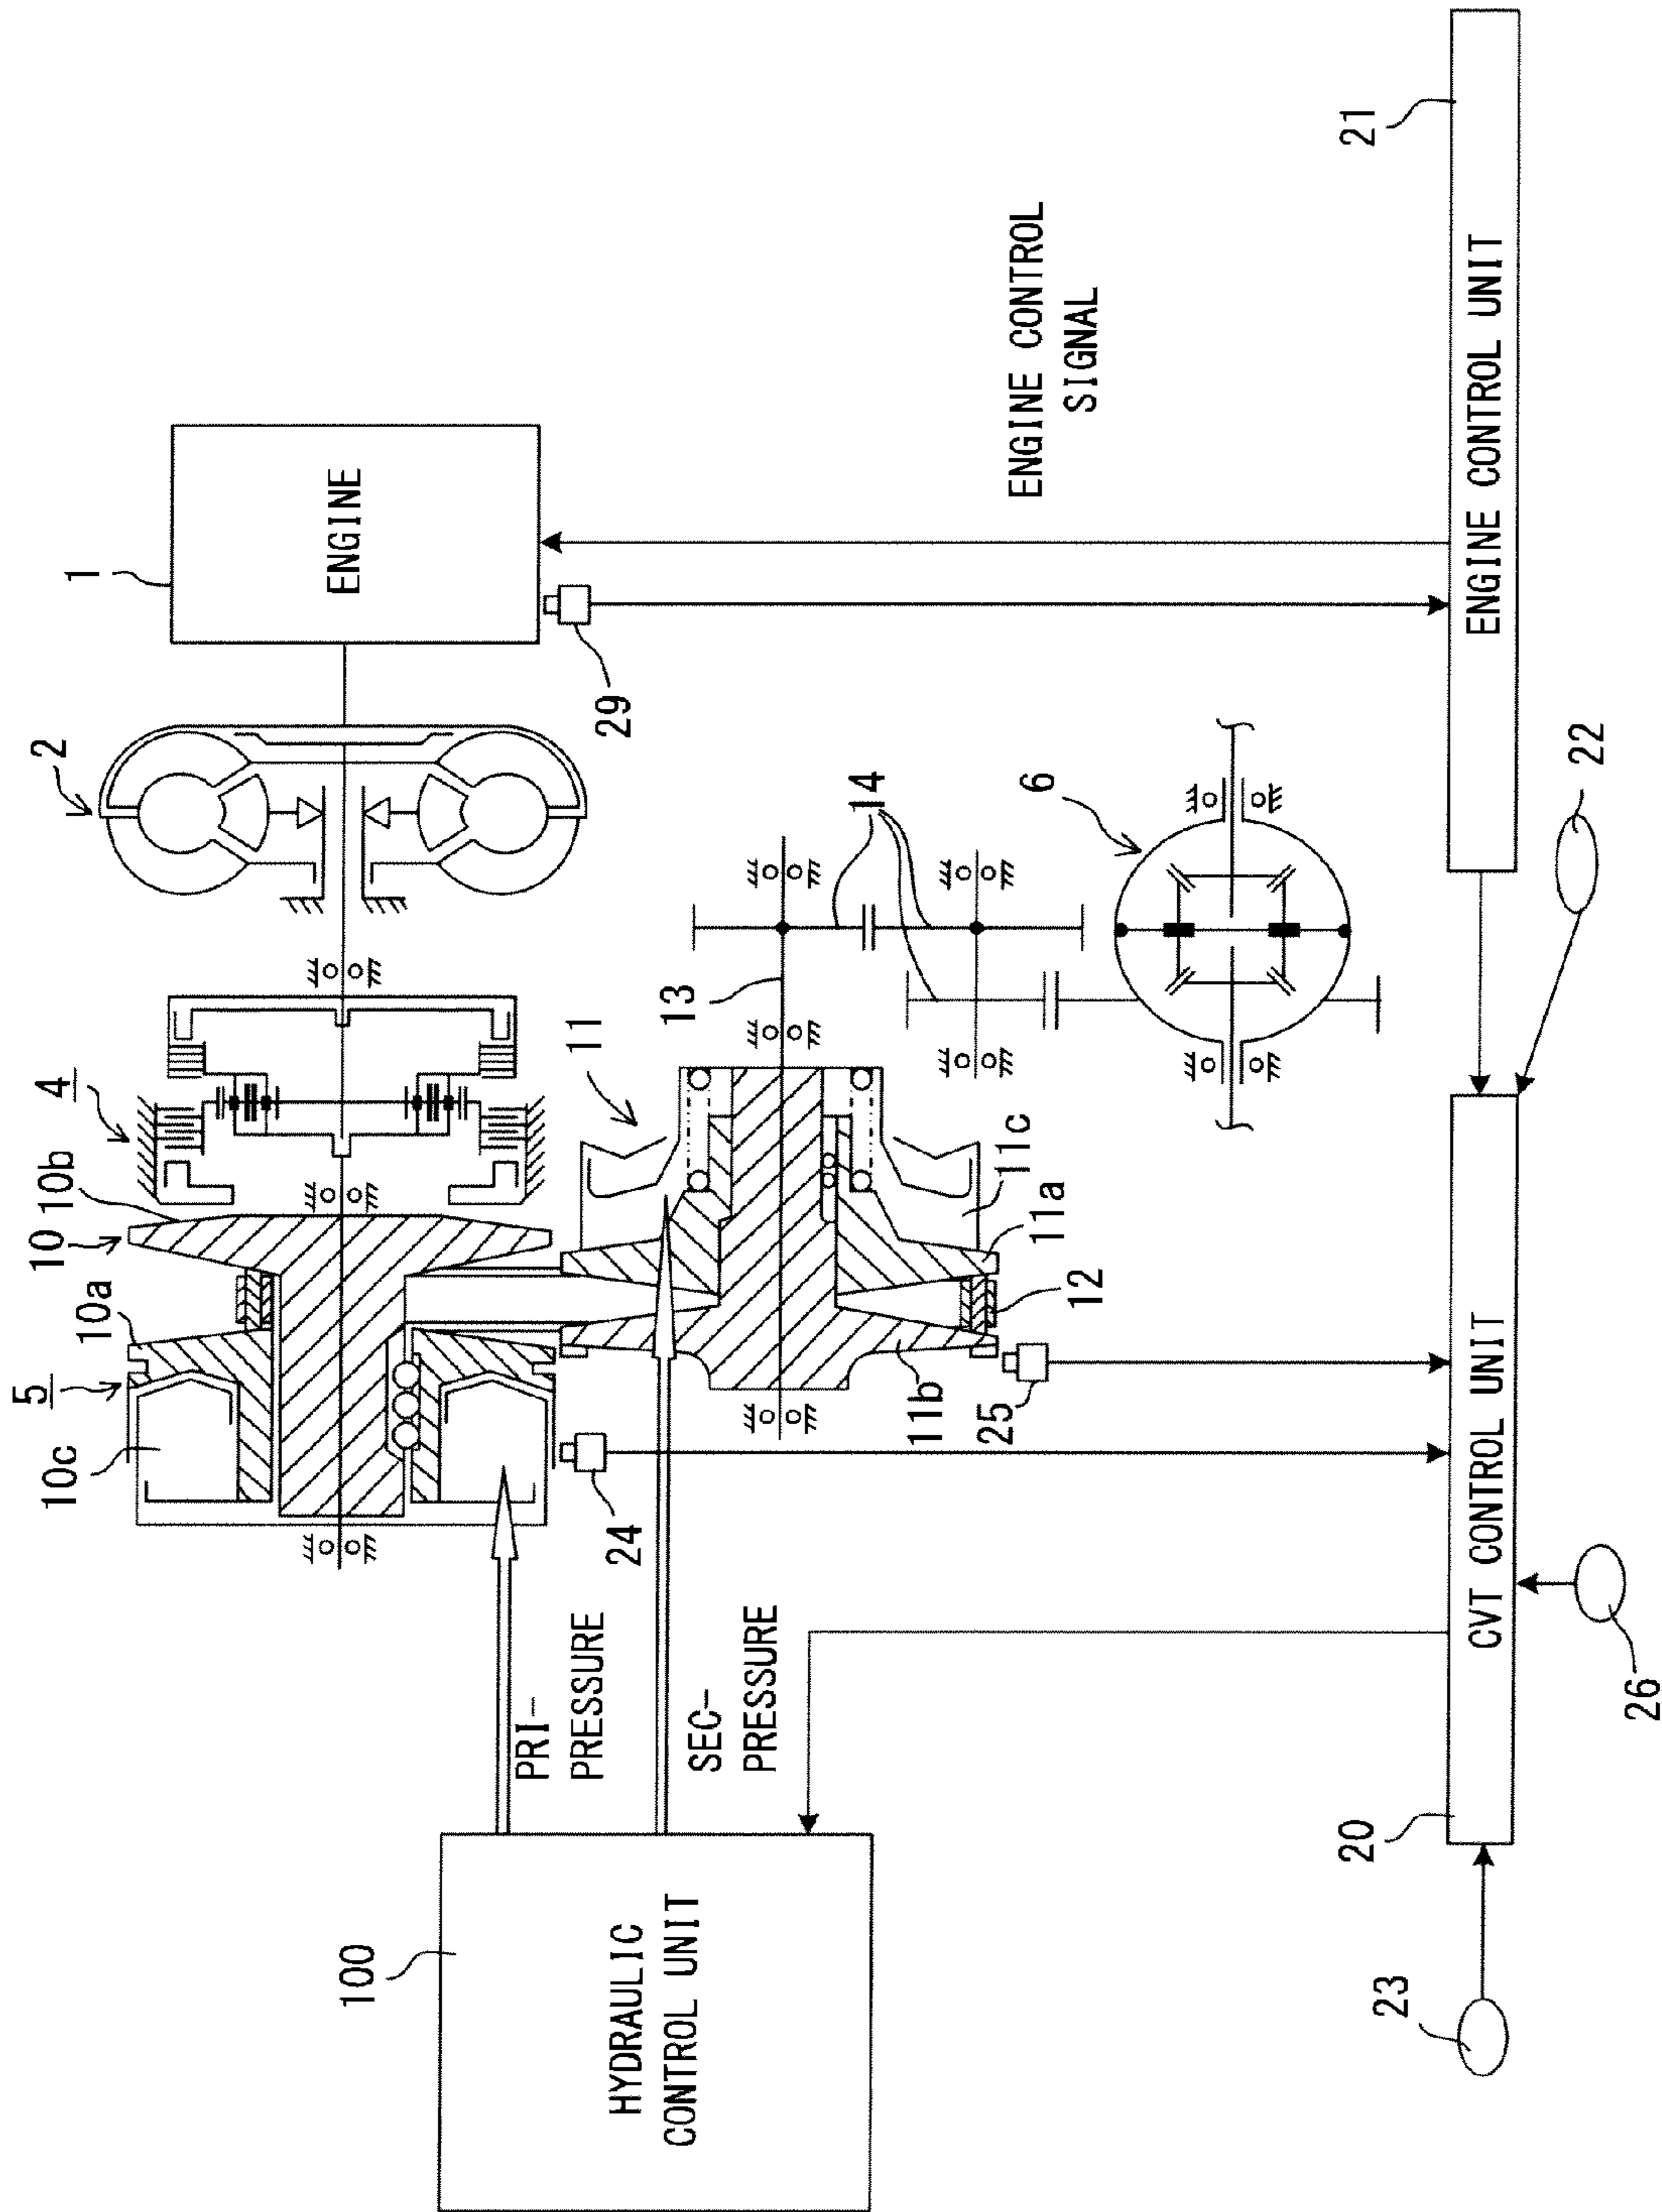 1
ENGINE
2
4
10
10b
10a
5
10c
29
ENGINE CONTROL
SIGNAL
21
ENGINE CONTROL UNIT
22
14
6
13
11
11c
11a
12
11b
25
24
PRI-
PRESSURE
SEC-
PRESSURE
100
HYDRAULIC
CONTROL UNIT
CVT CONTROL UNIT
20
26
23